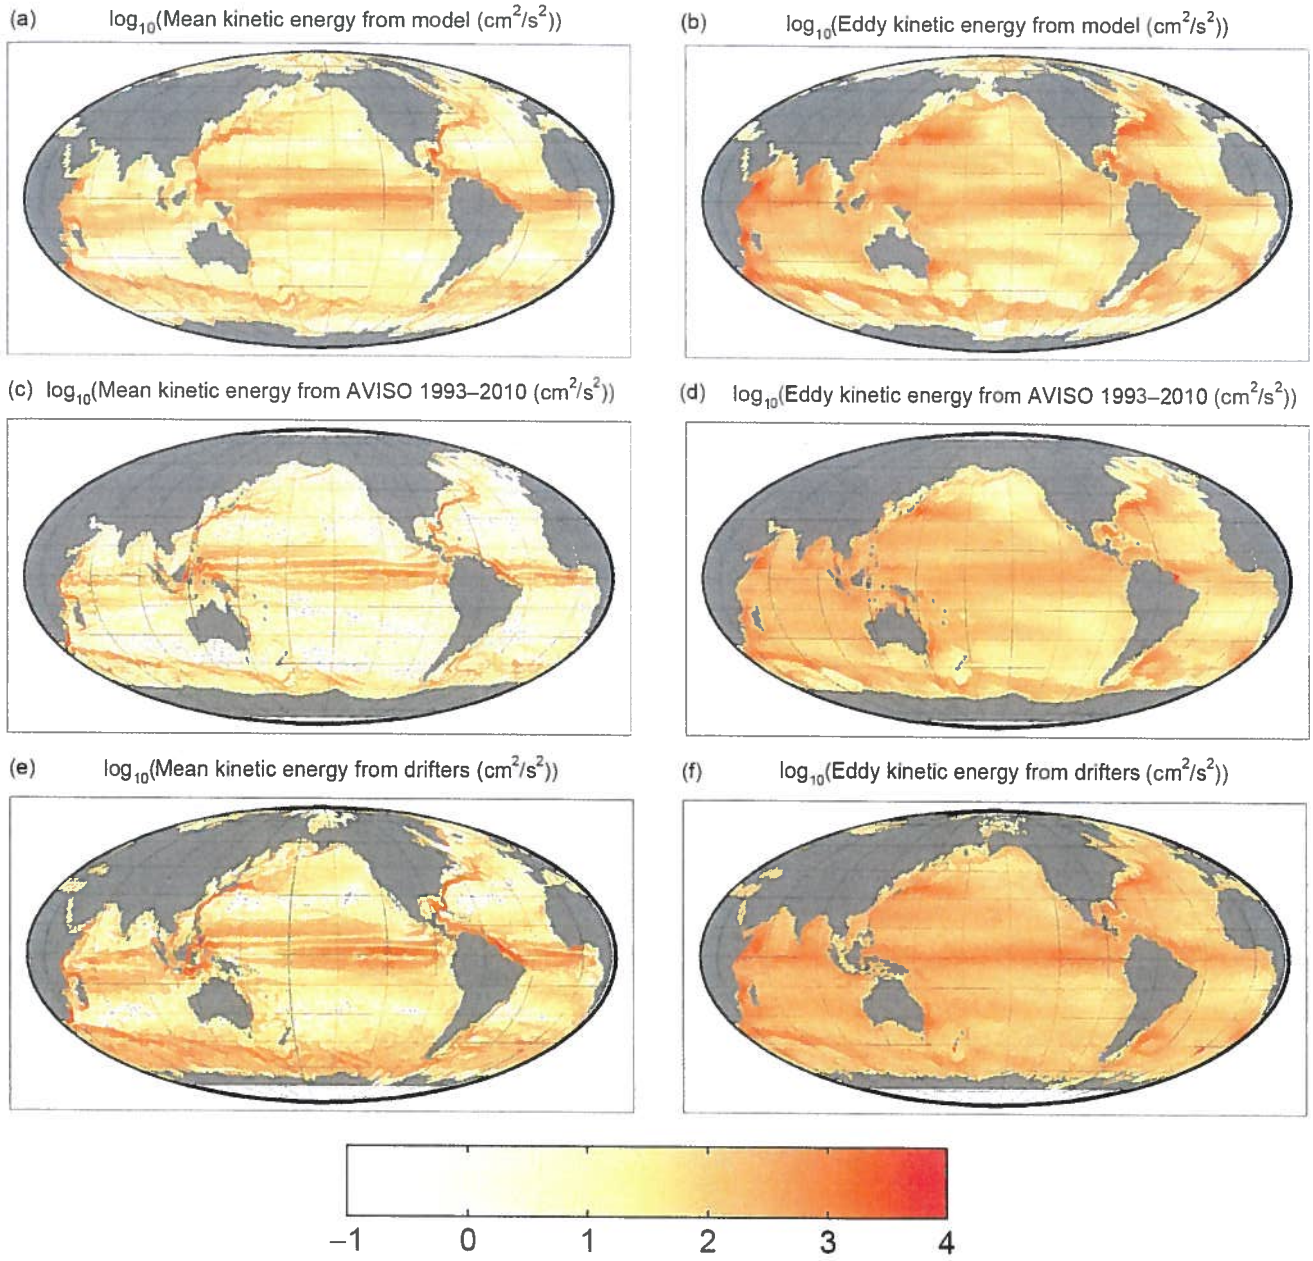 (a) log10(Mean kinetic energy from model (cm2/s2))
(b) log10(Eddy kinetic energy from model (cm2/s2))
(c) log10(Mean kinetic energy from AVISO 1993–2010 (cm2/s2))
(d) log10(Eddy kinetic energy from AVISO 1993–2010 (cm2/s2))
(e) log10(Mean kinetic energy from drifters (cm2/s2))
(f) log10(Eddy kinetic energy from drifters (cm2/s2))
–1 0 1 2 3 4